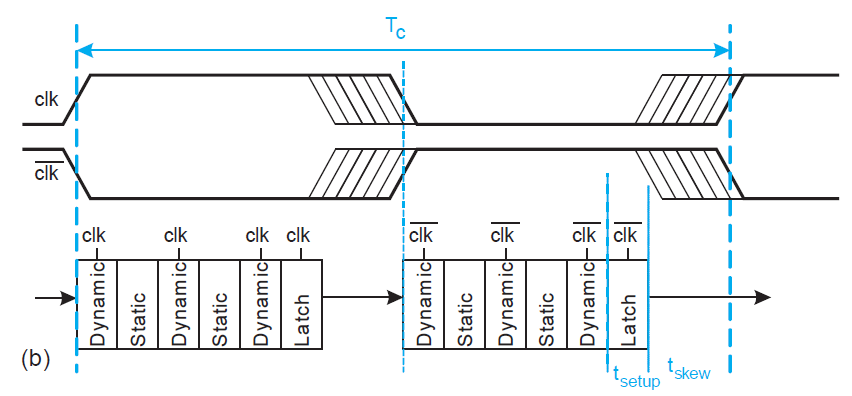 Tc
clk
clk
clk clk clk clk clk clk clk clk
Dynamic Static Dynamic Static Dynamic Latch Dynamic Static Dynamic Static Dynamic Latch
(b)
tsetup tskew